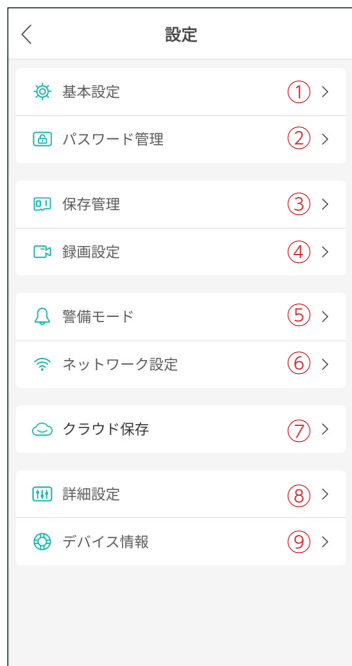 設定
基本設定 ①
パスワード管理 ②
保存管理 ③
録画設定 ④
警備モード ⑤
ネットワーク設定 ⑥
クラウド保存 ⑦
詳細設定 ⑧
デバイス情報 ⑨